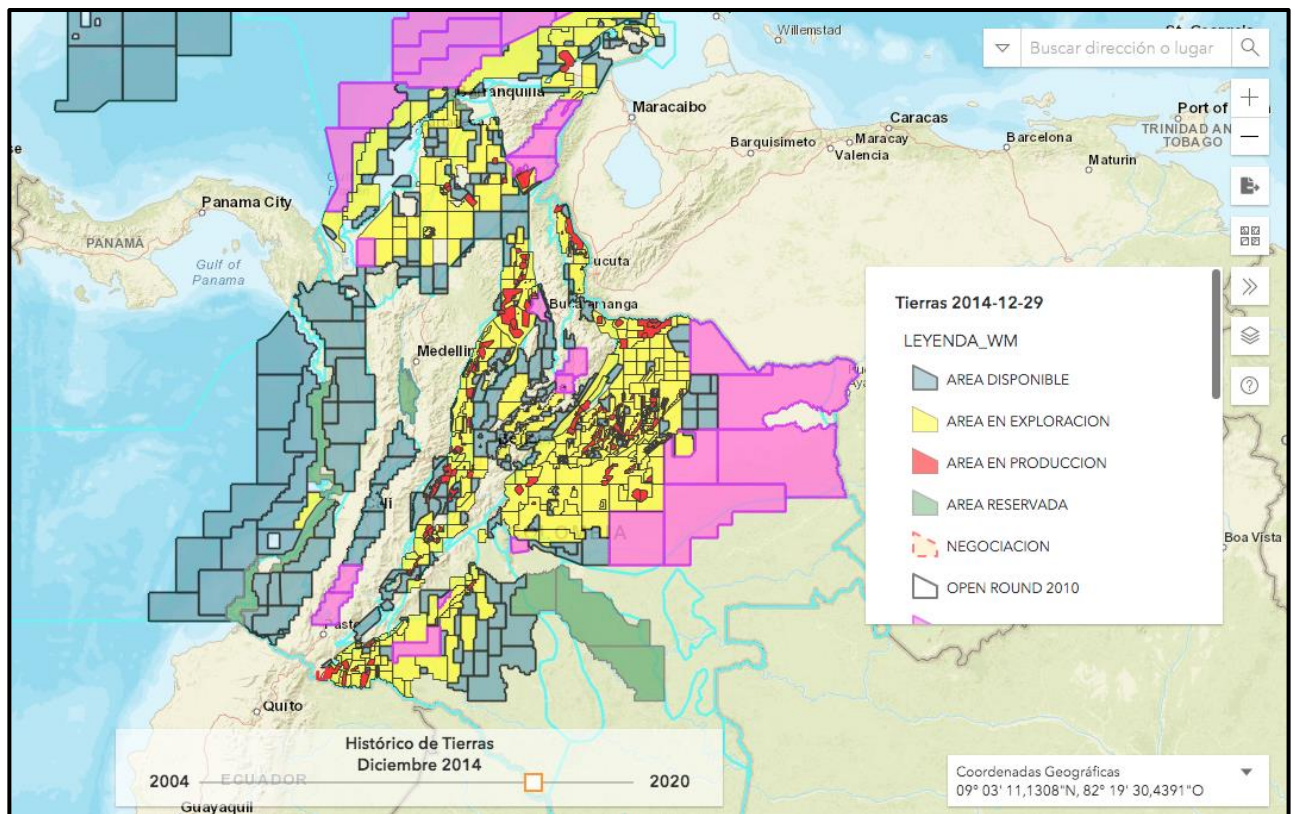 Willemstad
Buscar dirección o lugar
ranquilla
Maracaibo
Caracas
Port of
TRINIDAD AN
TOBAGO
Barquisimeto
Maracay
Valencia
Barcelona
Maturin
Panama City
PANAMÁ
Gulf of
Panama
ucuta
Bucaramanga
Medellin
Tierras 2014-12-29
LEYENDA_WM
AREA DISPONIBLE
AREA EN EXPLORACION
AREA EN PRODUCCION
AREA RESERVADA
NEGOCIACION
OPEN ROUND 2010
Boa Vista
Pasto
Quito
Histórico de Tierras
Diciembre 2014
2004
2020
ECUADOR
Guayaquil
Coordenadas Geográficas
09° 03' 11,1308"N, 82° 19' 30,4391"O